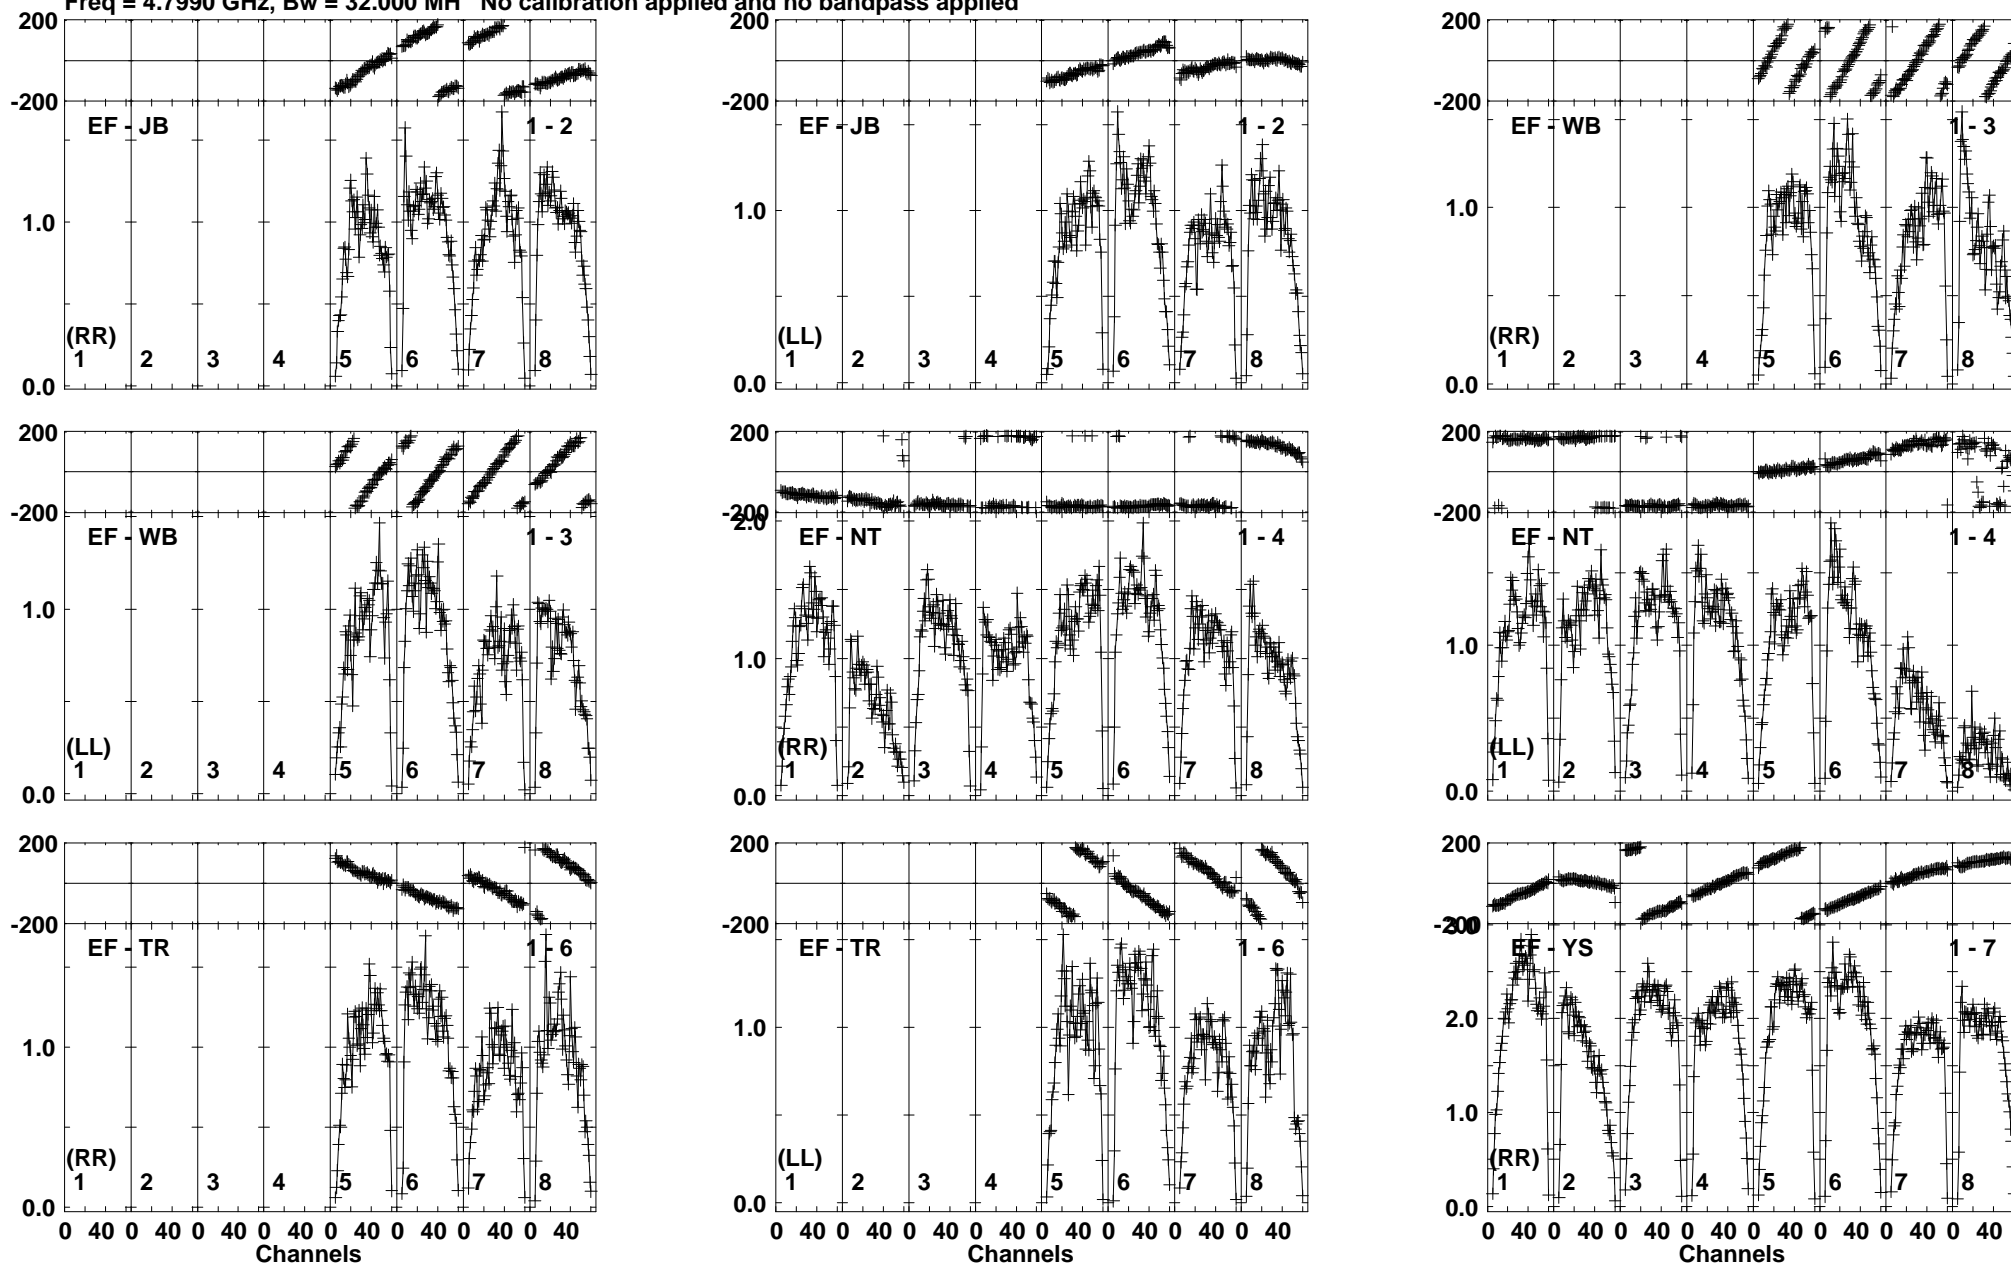 Freq = 4.7990 GHz, Bw = 32.000 MH No calibration applied and no bandpass applied
200
-200
EF - JB 1 - 2
1.0
(RR)
1 2 3 4 5 6 7 8
0.0
200
-200
EF - JB 1 - 2
1.0
(LL)
1 2 3 4 5 6 7 8
0.0
200
-200
EF - WB 1 - 3
1.0
(RR)
1 2 3 4 5 6 7 8
0.0
200
-200
EF - WB 1 - 3
1.0
(LL)
1 2 3 4 5 6 7 8
0.0
200
-200
2.0
EF - NT 1 - 4
1.0
(RR)
1 2 3 4 5 6 7 8
0.0
200
-200
EF - NT 1 - 4
1.0
(LL)
1 2 3 4 5 6 7 8
0.0
200
-200
EF - TR 1 - 6
1.0
(RR)
1 2 3 4 5 6 7 8
0.0
0 40 0 40 0 40 0 40 0 40 0 40 0 40 0 40
Channels
200
-200
EF - TR 1 - 6
1.0
(LL)
1 2 3 4 5 6 7 8
0.0
0 40 0 40 0 40 0 40 0 40 0 40 0 40 0 40
Channels
200
-200
3.0
EF - YS 1 - 7
2.0
1.0
(RR)
1 2 3 4 5 6 7 8
0.0
0 40 0 40 0 40 0 40 0 40 0 40 0 40 0 40
Channels